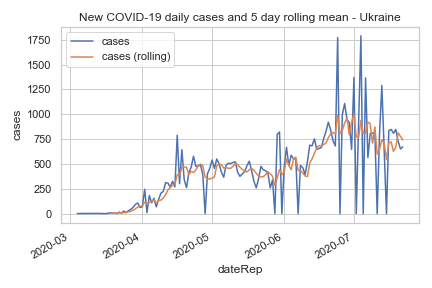 New COVID-19 daily cases and 5 day rolling mean - Ukraine
cases
cases (rolling)
1750
1500
1250
1000
750
500
250
0
cases
2020-03
2020-04
2020-05
2020-06
2020-07
dateRep